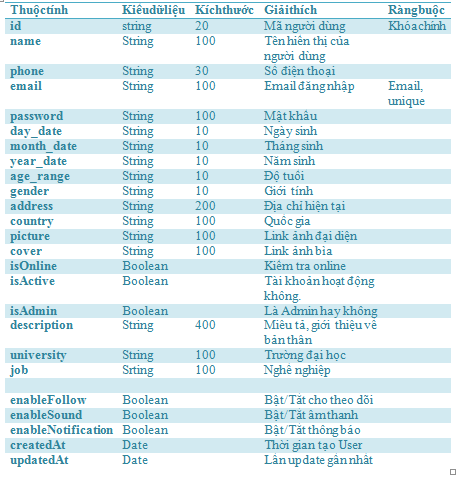 Thuộctính Kiểudữliệu Kíchthước Giảithích Ràngbuộc
id string 20 Mã người dùng Khóachính
name String 100 Tên hiển thị của
người dùng
phone String 30 Số điện thoại
email String 100 Email đăng nhập Email,
unique
password String 100 Mật khẩu
day_date String 10 Ngày sinh
month_date String 10 Tháng sinh
year_date String 10 Năm sinh
age_range String 10 Độ tuổi
gender String 10 Giới tính
address String 200 Địa chỉ hiện tại
country String 100 Quốc gia
picture String 100 Link ảnh đại diện
cover String 100 Link ảnh bìa
isOnline Boolean Kiểm tra online
isActive Boolean Tài khoản hoạt động
không.
isAdmin Boolean Là Admin hay không
description String 400 Miêu tả, giới thiệu về
bản thân
university String 100 Trường đại học
job Srting 100 Nghề nghiệp
enableFollow Boolean Bật/Tắt cho theo dõi
enableSound Boolean Bật/Tắt âm thanh
enableNotification Boolean Bật/Tắt thông báo
createdAt Date Thời gian tạo User
updatedAt Date Lần update gần nhất